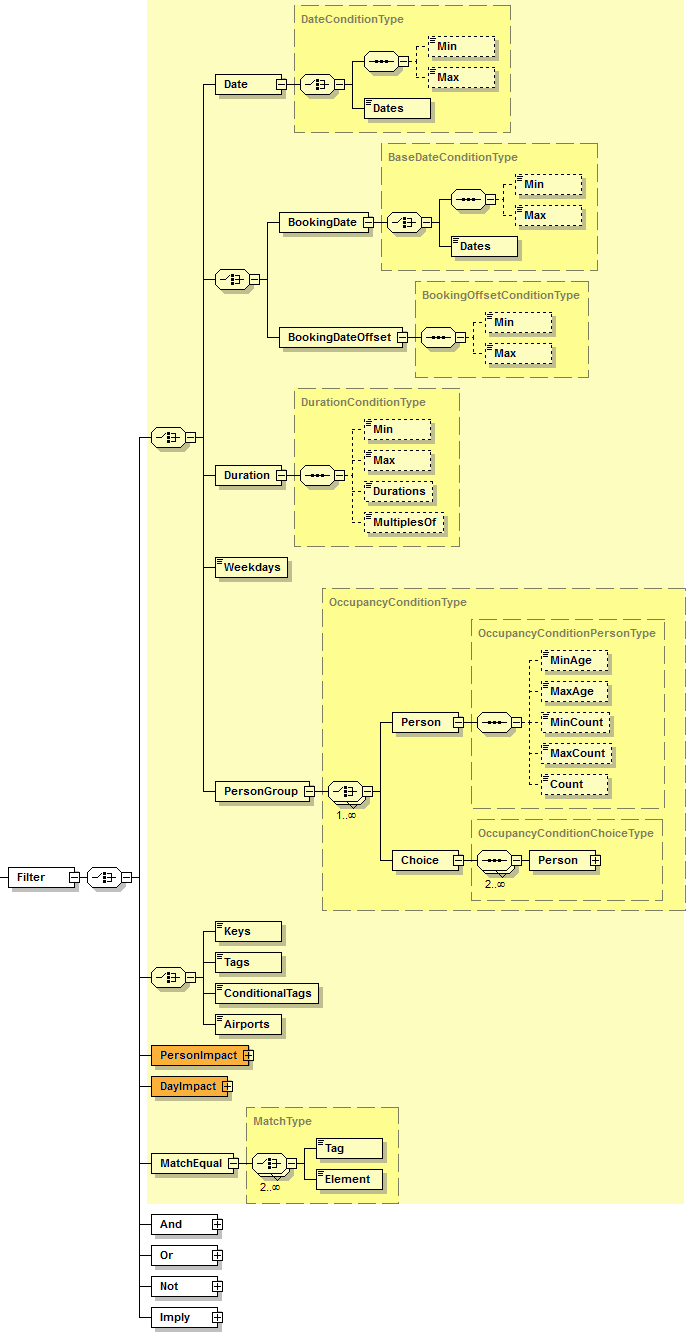 DateConditionType
Min
Date
Max
Dates
BaseDateConditionType
Min
Max
BookingDate
Dates
BookingOffsetConditionType
Min
BookingDateOffset
Max
DurationConditionType
Min
Max
Duration
Durations
MultiplesOf
Weekdays
OccupancyConditionType
OccupancyConditionPersonType
MinAge
MaxAge
Person
MinCount
MaxCount
Count
PersonGroup
1..∞
OccupancyConditionChoiceType
Choice
Person
2..∞
Filter
Keys
Tags
ConditionalTags
Airports
PersonImpact
DayImpact
MatchType
Tag
MatchEqual
Element
2..∞
And
Or
Not
Imply